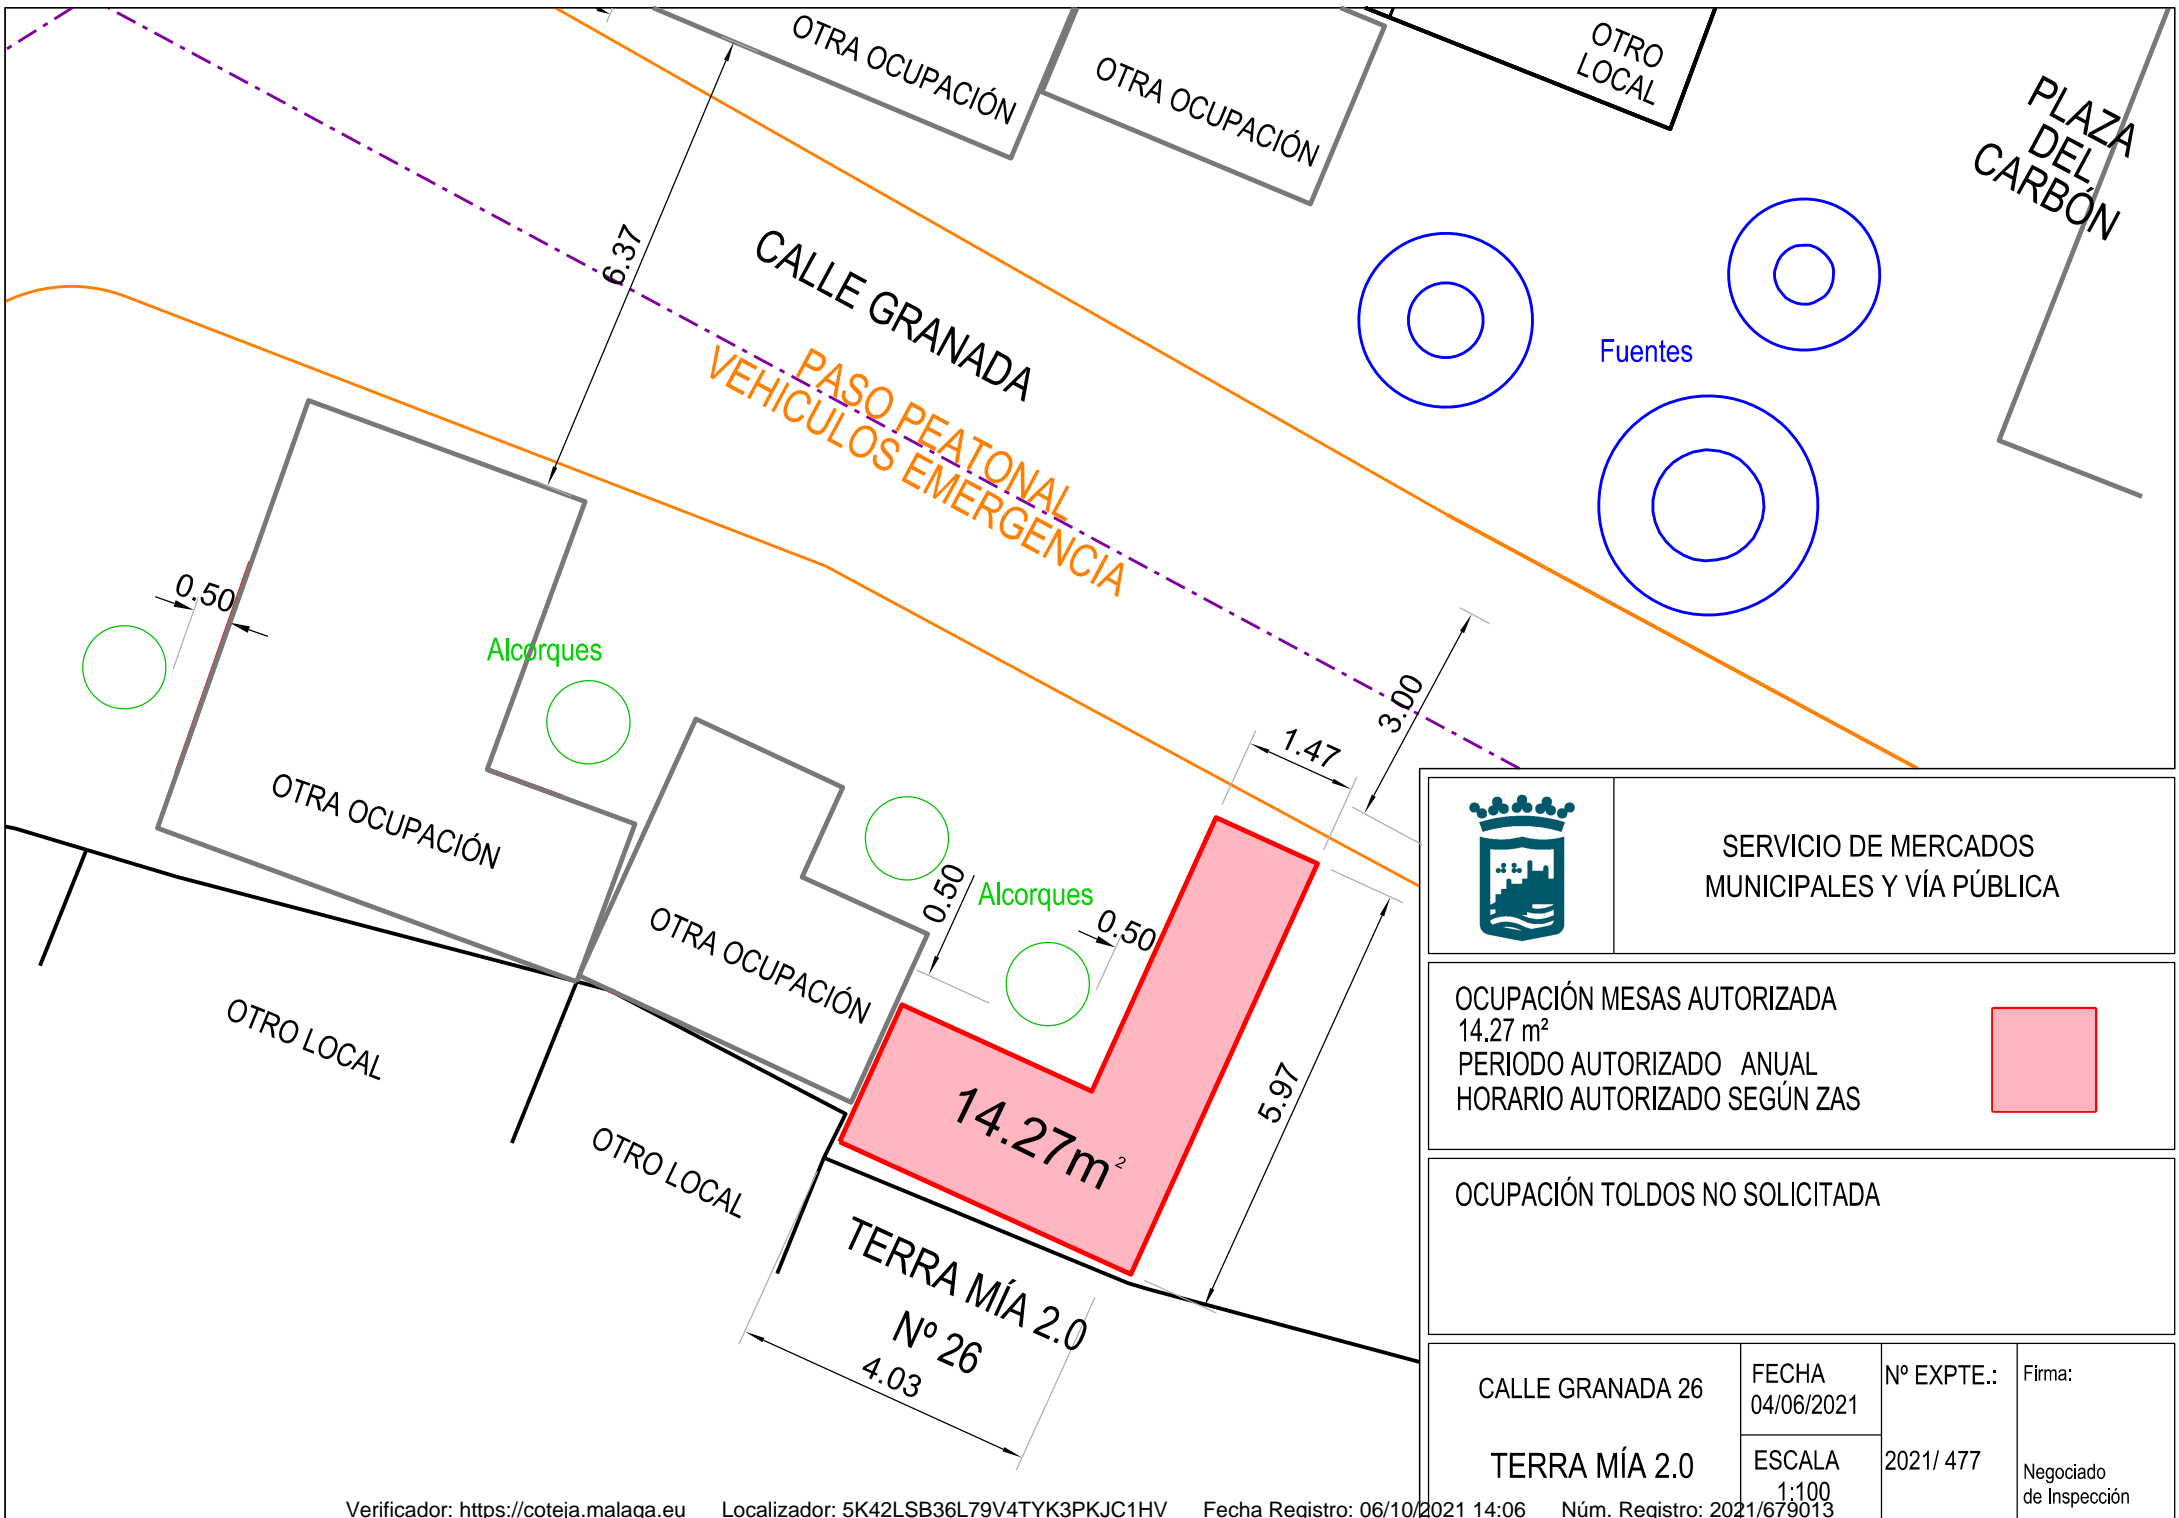 OTRA OCUPACIÓN
OTRA OCUPACIÓN
OTRO
LOCAL
PLAZA
DEL
CARBÓN
6.37
CALLE GRANADA
PASO PEATONAL
VEHICULOS EMERGENCIA
Fuentes
0.50
Alcorques
3.00
1.47
OTRA OCUPACIÓN
OTRA OCUPACIÓN
0.50
Alcorques
0.50
OTRO LOCAL
OTRO LOCAL
14.27m²
5.97
TERRA MÍA 2.0
Nº 26
4.03
SERVICIO DE MERCADOS
MUNICIPALES Y VÍA PÚBLICA
OCUPACIÓN MESAS AUTORIZADA
14.27 m²
PERIODO AUTORIZADO ANUAL
HORARIO AUTORIZADO SEGÚN ZAS
OCUPACIÓN TOLDOS NO SOLICITADA
CALLE GRANADA 26
TERRA MÍA 2.0
FECHA
04/06/2021
ESCALA
1:100
Nº EXPTE.:
2021/ 477
Firma:
Negociado
de Inspección
Verificador: https://coteja.malaga.eu Localizador: 5K42LSB36L79V4TYK3PKJC1HV Fecha Registro: 06/10/2021 14:06 Núm. Registro: 2021/679013